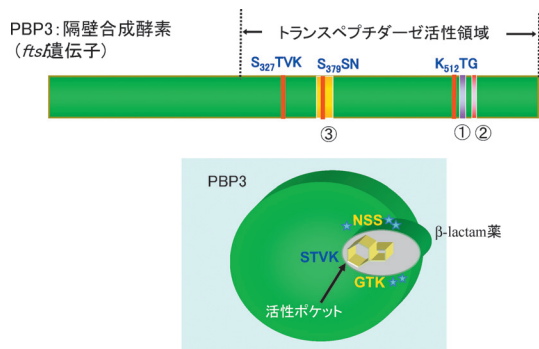 PBP3:隔壁合成酵素
(ftsI遺伝子)
トランスペプチダーゼ活性領域
S327TVK
S379SN
K512TG
③
①
②
PBP3
NSS
β-lactam薬
STVK
GTK
活性ポケット